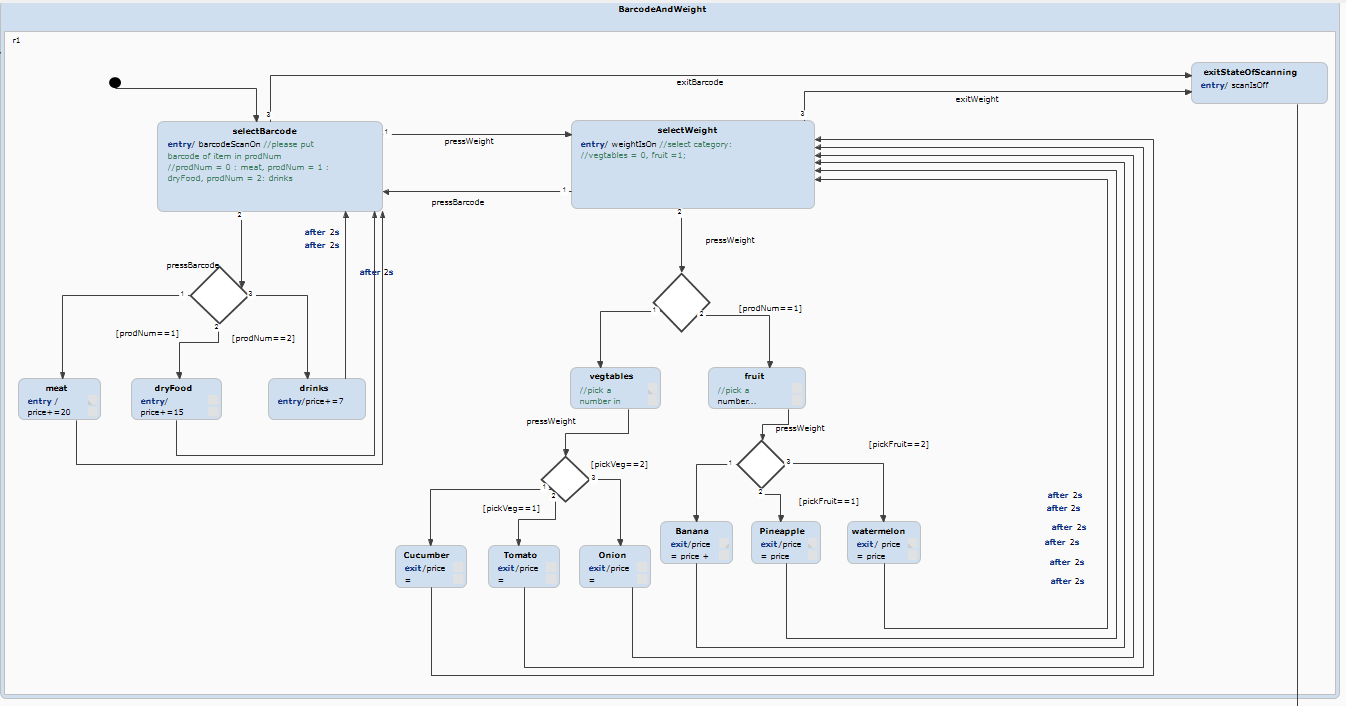 BarcodeAndWeight
r1
exitStateOfScanning
entry/ scanIsOff
exitBarcode
exitWeight
3
3
selectBarcode
entry/ barcodeScanOn //please put
barcode of item in prodNum
//prodNum = 0 : meat, prodNum = 1 :
dryFood, prodNum = 2: drinks
1
pressWeight
selectWeight
entry/ weightIsOn //select category:
//vegtables = 0, fruit =1;
1
pressBarcode
2
2
after 2s
after 2s
pressWeight
pressBarcode
after 2s
1
3
2
[prodNum==1]
[prodNum==2]
1
2
[prodNum==1]
meat
entry /
price+=20
dryFood
entry/
price+=15
drinks
entry/price+=7
vegtables
//pick a
number in
fruit
//pick a
number...
pressWeight
pressWeight
[pickFruit==2]
[pickVeg==2]
1
3
2
[pickVeg==1]
1
3
2
[pickFruit==1]
after 2s
after 2s
after 2s
after 2s
after 2s
after 2s
Banana
exit/price
= price +
Pineapple
exit/price
= price
watermelon
exit/ price
= price
Cucumber
exit/price
=
Tomato
exit/price
=
Onion
exit/price
=